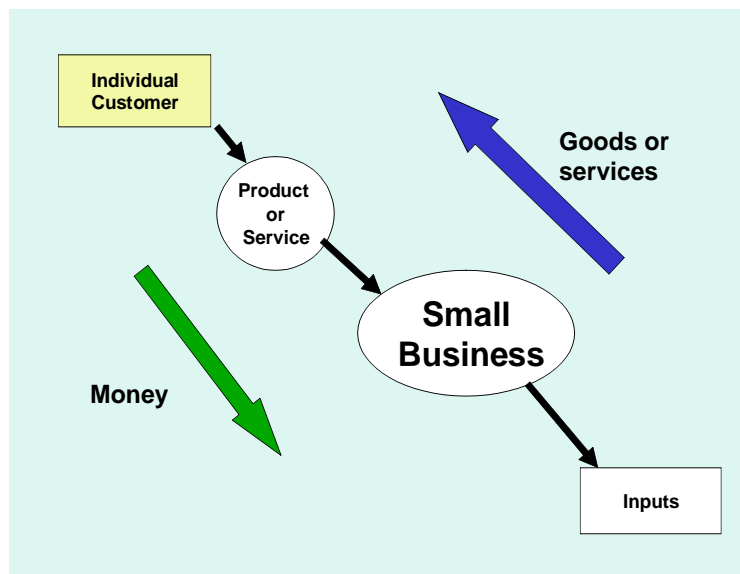 Individual
Customer
Goods or
services
Product
or
Service
Small
Business
Money
Inputs